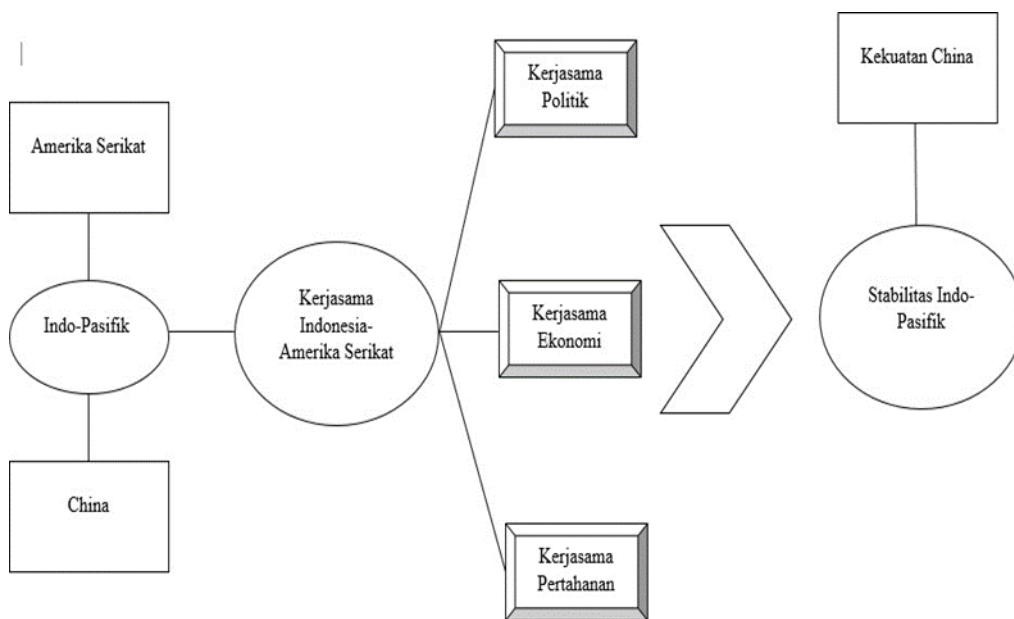 Amerika Serikat
Indo-Pasifik
China
Kerjasama
Indonesia-
Amerika Serikat
Kerjasama
Politik
Kerjasama
Ekonomi
Kerjasama
Pertahanan
Kekuatan China
Stabilitas Indo-
Pasifik